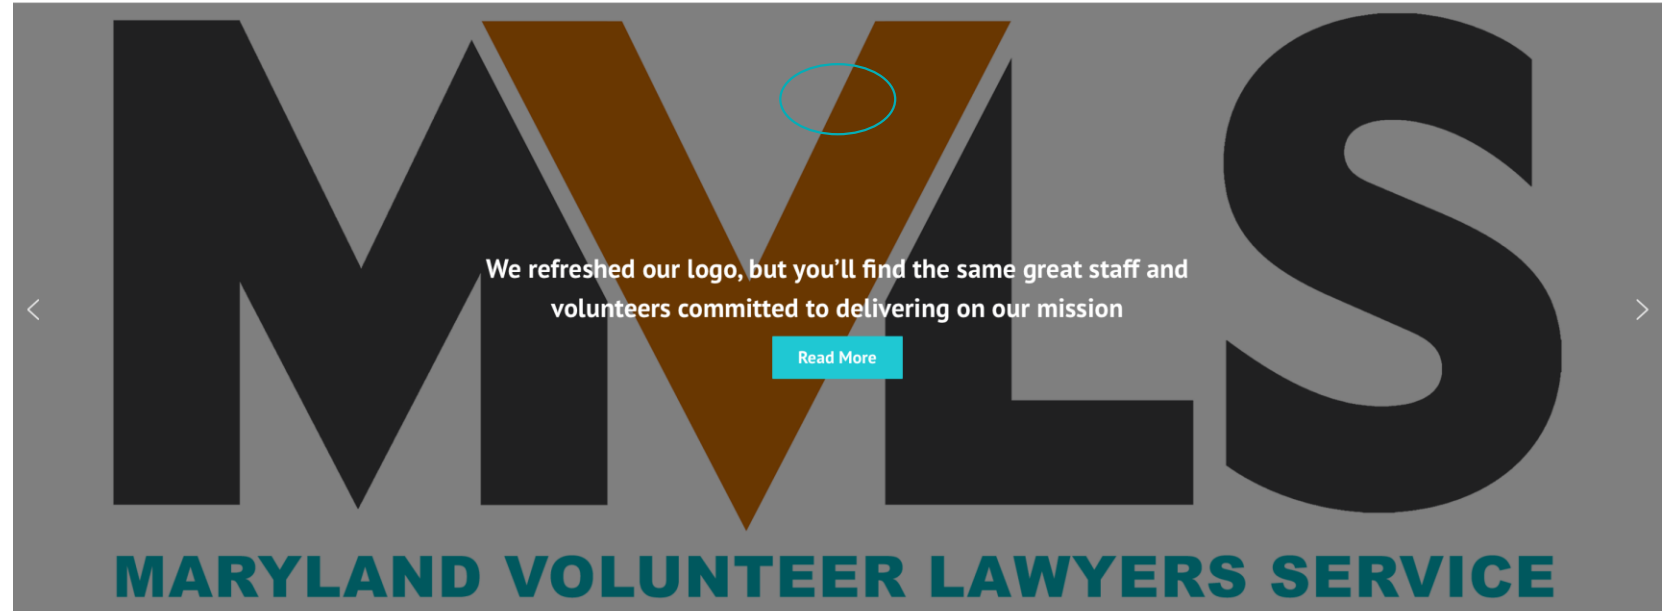 MVLS
We refreshed our logo, but you’ll find the same great staff and
volunteers committed to delivering on our mission
Read More
MARYLAND VOLUNTEER LAWYERS SERVICE